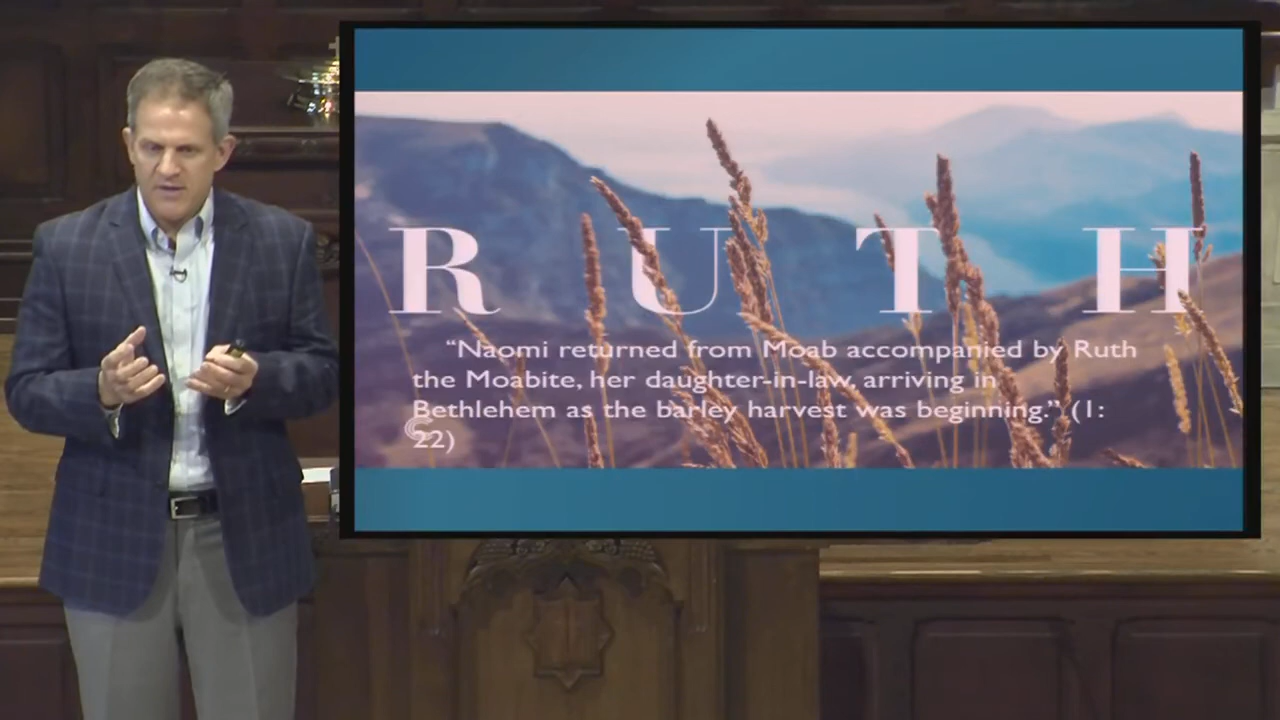 R U T H
"Naomi returned from Moab accompanied by Ruth
the Moabite, her daughter-in-law, arriving in
Bethlehem as the barley harvest was beginning." (1:
22)